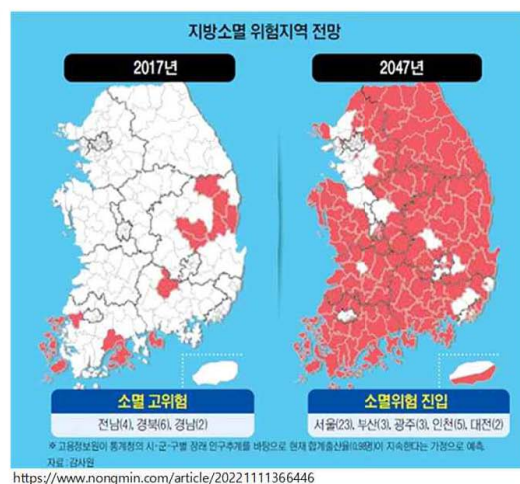 지방소멸 위험지역 전망
2017년
2047년
소멸 고위험
전남(4), 경북(6), 경남(2)
소멸위험 진입
서울(23), 부산(3), 광주(3), 인천(5), 대전(2)
※ 고용정보원이 통계청의 시·군·구별 장래 인구추계를 바탕으로 현재 합계출산율(0.98명)이 지속한다는 가정으로 예측.
자료 : 감사원
https://www.nongmin.com/article/20221111366446